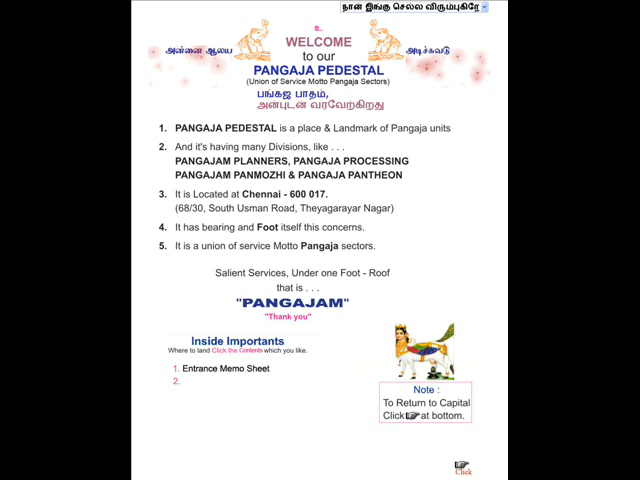 நான் இங்கு செல்ல விரும்புகிறே
உ
அன்னை ஆலய
WELCOME
அடிச்சுவடு
to our
PANGAJA PEDESTAL
(Union of Service Motto Pangaja Sectors)
பங்கஜ பாதம்,
அன்புடன் வரவேற்கிறது
1. PANGAJA PEDESTAL is a place & Landmark of Pangaja units
2. And it's having many Divisions, like . . .
PANGAJAM PLANNERS, PANGAJA PROCESSING
PANGAJAM PANMOZHI & PANGAJA PANTHEON
3. It is Located at Chennai - 600 017.
(68/30, South Usman Road, Theyagarayar Nagar)
4. It has bearing and Foot itself this concerns.
5. It is a union of service Motto Pangaja sectors.
Salient Services, Under one Foot - Roof
that is . . .
"PANGAJAM"
"Thank you"
Inside Importants
Where to land Click the Contents which you like.
1. Entrance Memo Sheet
2.
Note :
To Return to Capital
Click at bottom.
Click